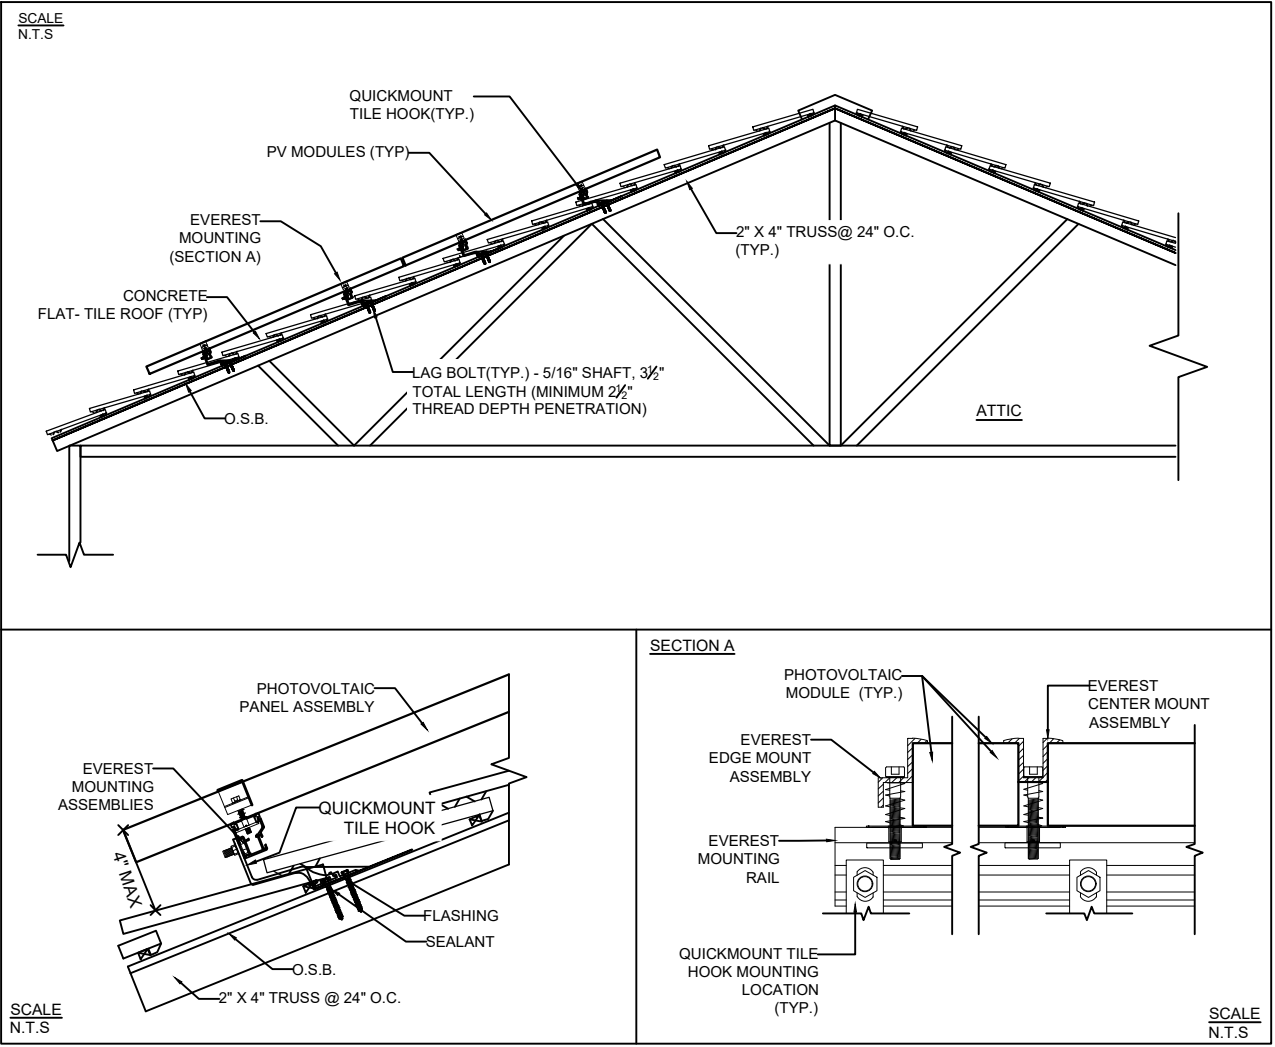 SCALE
N.T.S
QUICKMOUNT
TILE HOOK(TYP.)
PV MODULES (TYP)
EVEREST
MOUNTING
(SECTION A)
CONCRETE
FLAT- TILE ROOF (TYP)
2" X 4" TRUSS@ 24" O.C.
(TYP.)
LAG BOLT(TYP.) - 5/16" SHAFT, 3½"
TOTAL LENGTH (MINIMUM 2½"
THREAD DEPTH PENETRATION)
O.S.B.
ATTIC
PHOTOVOLTAIC
PANEL ASSEMBLY
EVEREST
MOUNTING
ASSEMBLIES
QUICKMOUNT
TILE HOOK
4" MAX
FLASHING
SEALANT
O.S.B.
2" X 4" TRUSS @ 24" O.C.
SCALE
N.T.S
SECTION A
PHOTOVOLTAIC
MODULE (TYP.)
EVEREST
CENTER MOUNT
ASSEMBLY
EVEREST
EDGE MOUNT
ASSEMBLY
EVEREST
MOUNTING
RAIL
QUICKMOUNT TILE
HOOK MOUNTING
LOCATION
(TYP.)
SCALE
N.T.S